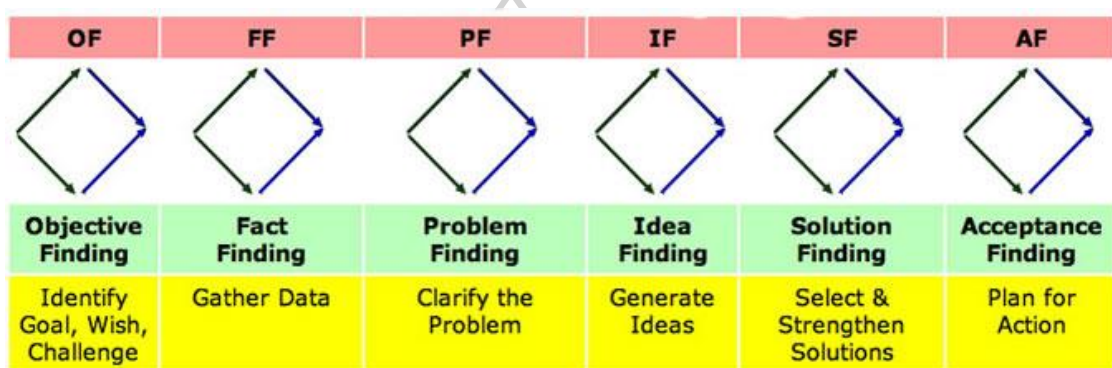 OF FF PF IF SF AF
Objective Finding
Fact Finding
Problem Finding
Idea Finding
Solution Finding
Acceptance Finding
Identify Goal, Wish, Challenge
Gather Data
Clarify the Problem
Generate Ideas
Select & Strengthen Solutions
Plan for Action